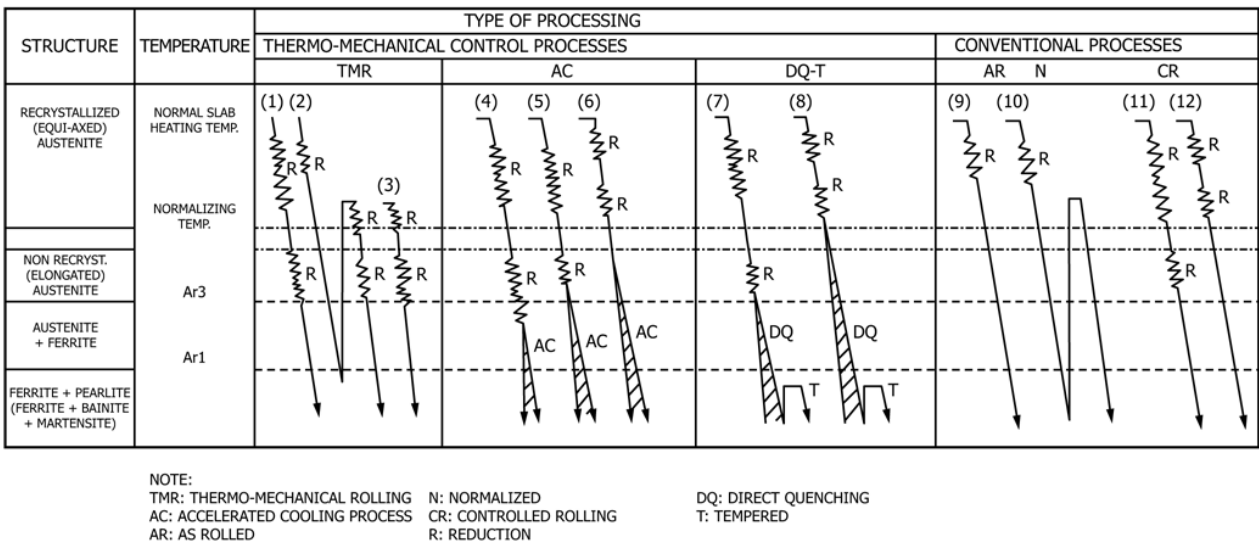 TYPE OF PROCESSING
STRUCTURE TEMPERATURE THERMO-MECHANICAL CONTROL PROCESSES CONVENTIONAL PROCESSES
TMR AC DQ-T AR N CR
(1) (2) (4) (5) (6) (7) (8) (9) (10) (11) (12)
RECRYSTALLIZED
(EQUI-AXED)
AUSTENITE
NORMAL SLAB
HEATING TEMP.
R R R R R R R R R R R
(3)
NORMALIZING
TEMP.
R R R R R
NON RECRYST.
(ELONGATED)
AUSTENITE
Ar3
R R R R R R R
AUSTENITE
+ FERRITE
Ar1
AC AC AC DQ DQ
FERRITE + PEARLITE
(FERRITE + BAINITE
+ MARTENSITE)
T T
NOTE:
TMR: THERMO-MECHANICAL ROLLING N: NORMALIZED DQ: DIRECT QUENCHING
AC: ACCELERATED COOLING PROCESS CR: CONTROLLED ROLLING T: TEMPERED
AR: AS ROLLED R: REDUCTION